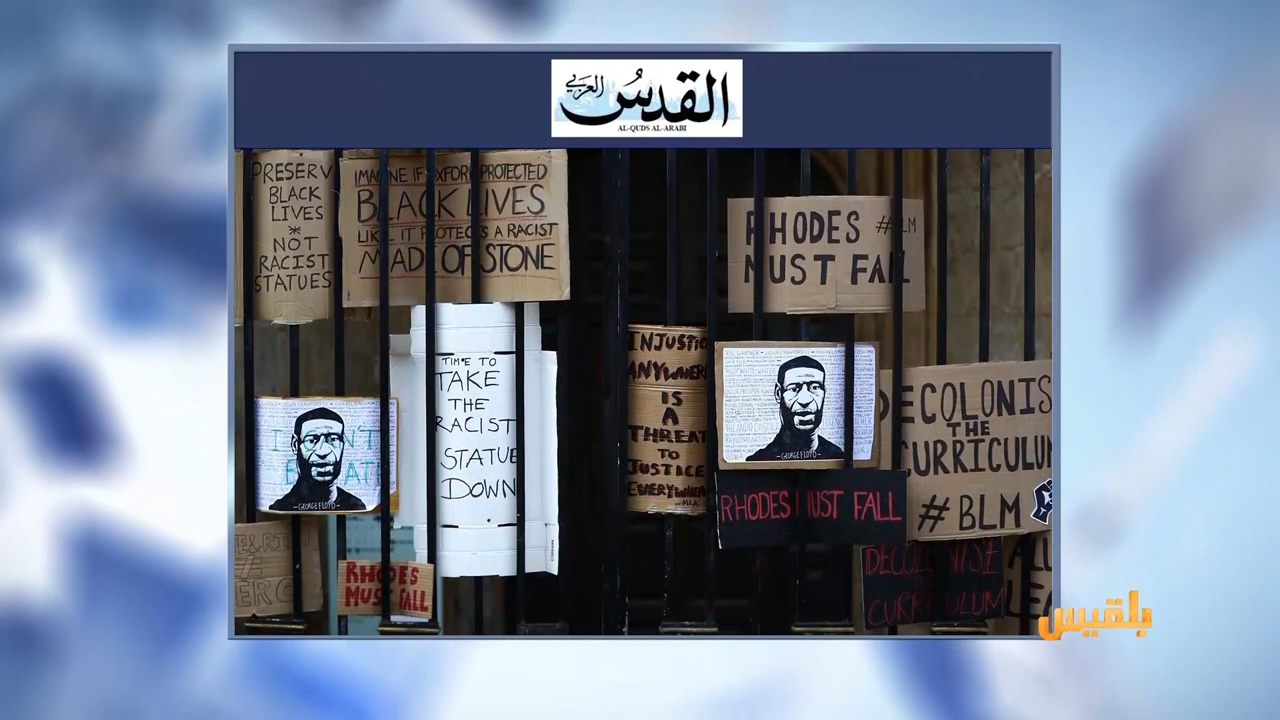 القدس العربي
AL-QUDS AL-ARABI
PRESERV
BLACK
LIVES
*
NOT
RACIST
STATUES
IMAGINE IF OXFORD PROTECTED
BLACK LIVES
LIKE IT PROTECTS A RACIST
MADE OF STONE
RHODES #BLM
MUST FALL
TIME TO
TAKE
THE
RACIST
STATUE
DOWN
INJUSTIC
ANYWHER
IS
A
THREAT
TO
JUSTICE
EVERYWHERE
-MLK
-GEORGE FLOYD-
-GEORGE FLOYD-
DECOLONIS
THE
CURRICULUM
#BLM
RHODES MUST FALL
RHODES
MUST FALL
DECOLONISE
CURRICULUM
بلقيس